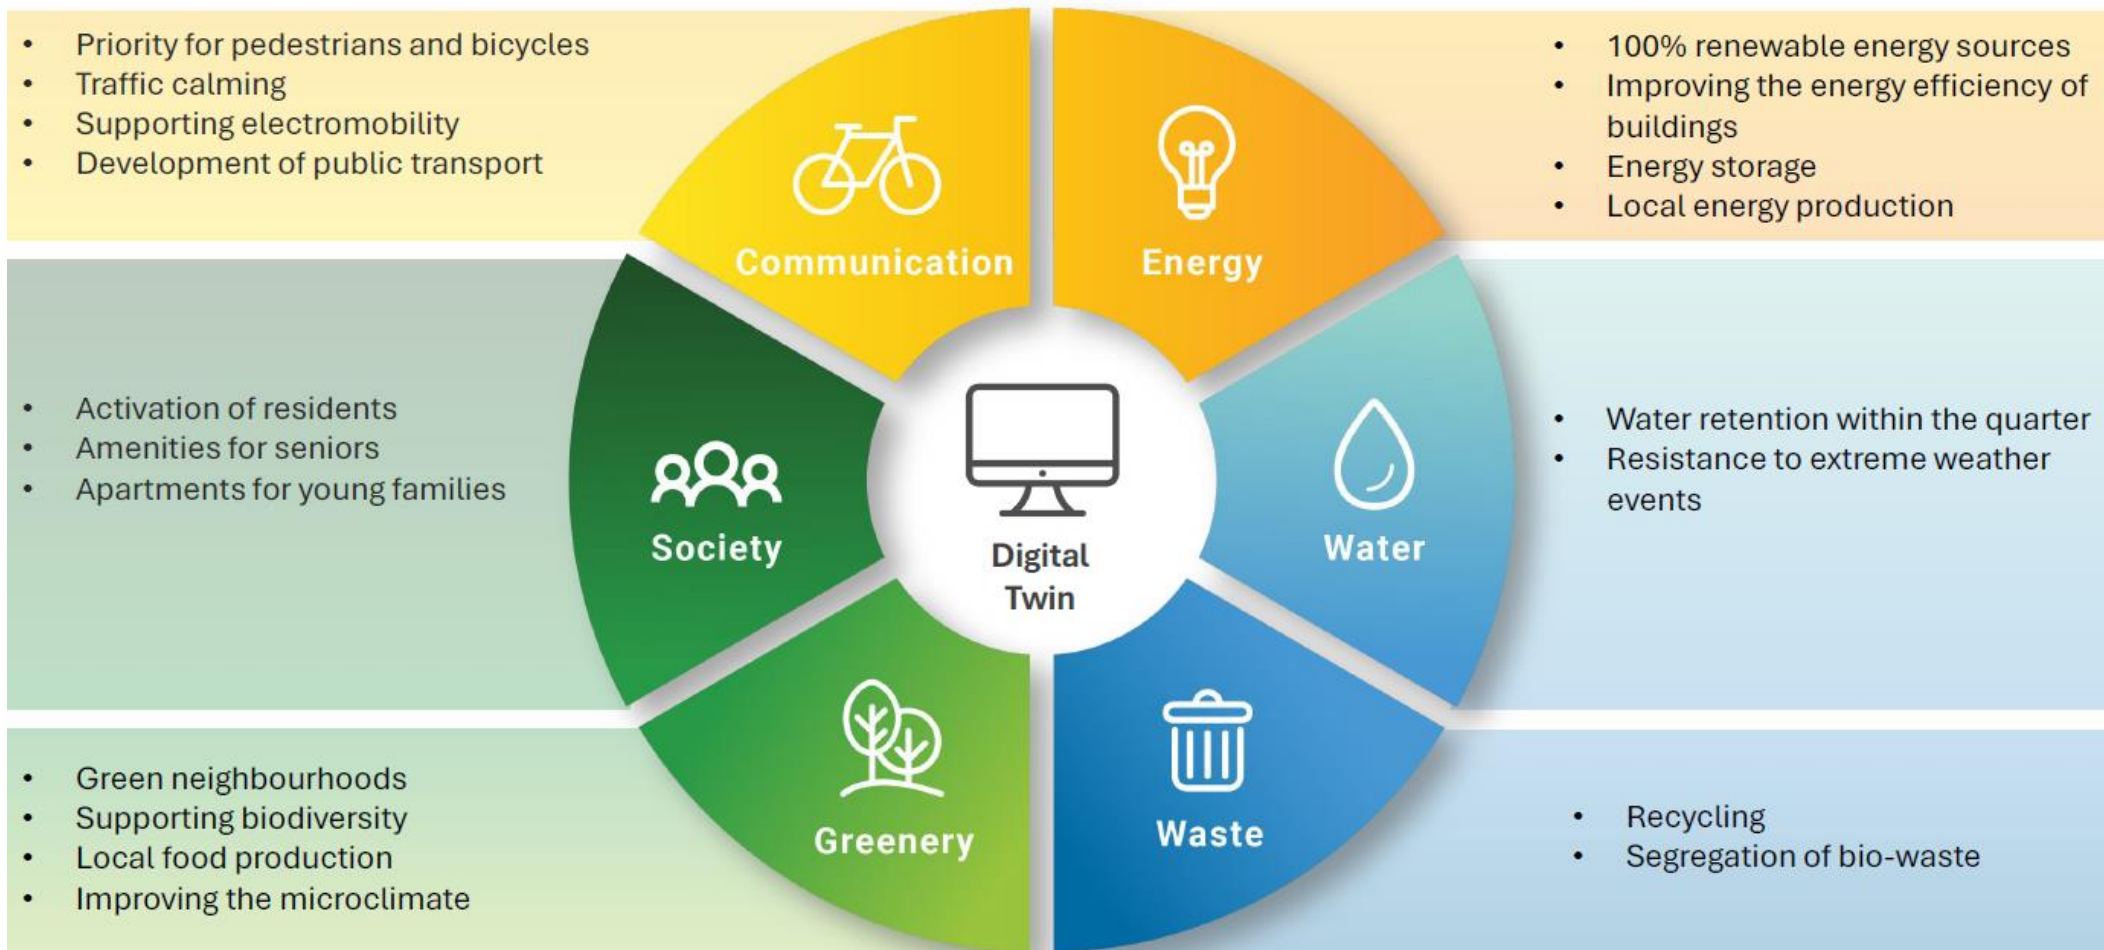 • Priority for pedestrians and bicycles
• Traffic calming
• Supporting electromobility
• Development of public transport
Communication
Energy
• 100% renewable energy sources
• Improving the energy efficiency of
buildings
• Energy storage
• Local energy production
• Activation of residents
• Amenities for seniors
• Apartments for young families
Society
Digital
Twin
Water
• Water retention within the quarter
• Resistance to extreme weather
events
• Green neighbourhoods
• Supporting biodiversity
• Local food production
• Improving the microclimate
Greenery
Waste
• Recycling
• Segregation of bio-waste